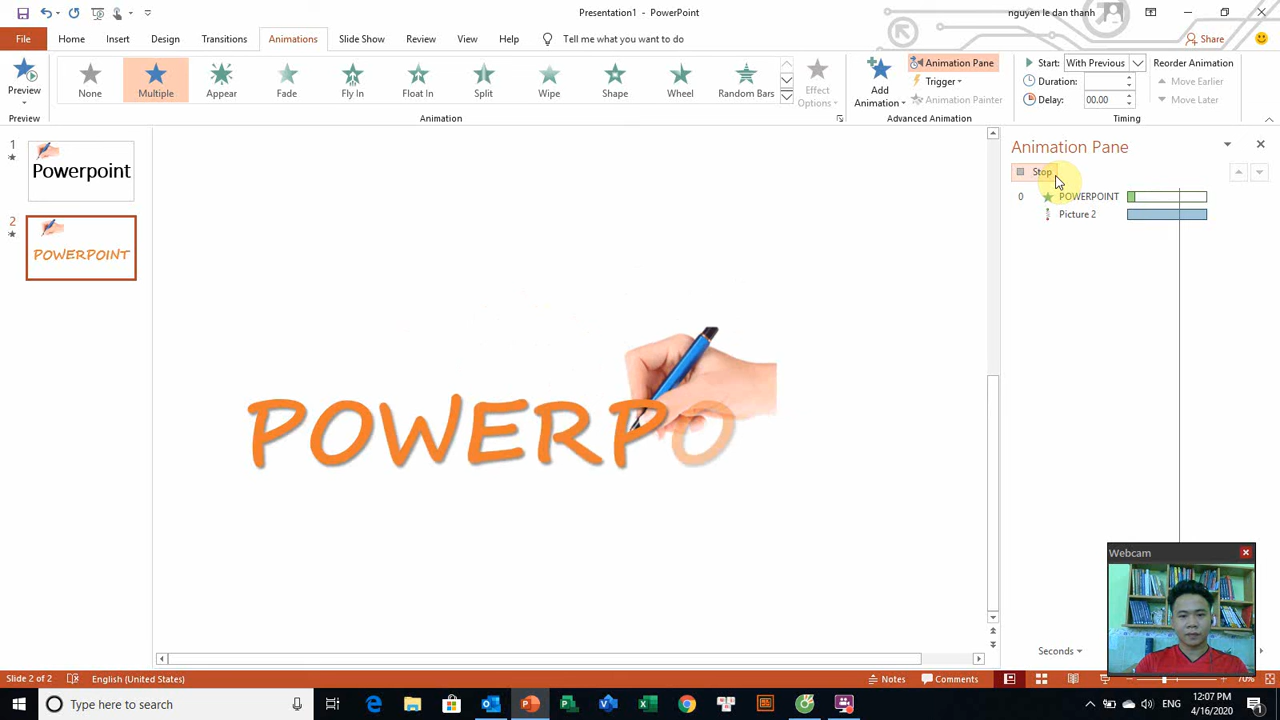 Presentation1 - PowerPoint
nguyen le dan thanh
File
Home
Insert
Design
Transitions
Animations
Slide Show
Review
View
Help
Tell me what you want to do
Share
Preview
Preview
None
Multiple
Appear
Fade
Fly In
Float In
Split
Wipe
Shape
Wheel
Random Bars
Animation
Effect
Options
Add
Animation
Animation Pane
Trigger
Animation Painter
Advanced Animation
Start: With Previous
Duration:
Delay: 00.00
Timing
Reorder Animation
Move Earlier
Move Later
1
Powerpoint
2
POWERPOINT
POWERPO
Animation Pane
Stop
0 POWERPOINT
Picture 2
Webcam
Seconds
Slide 2 of 2
English (United States)
Notes
Comments
70%
Type here to search
ENG
12:07 PM
4/16/2020